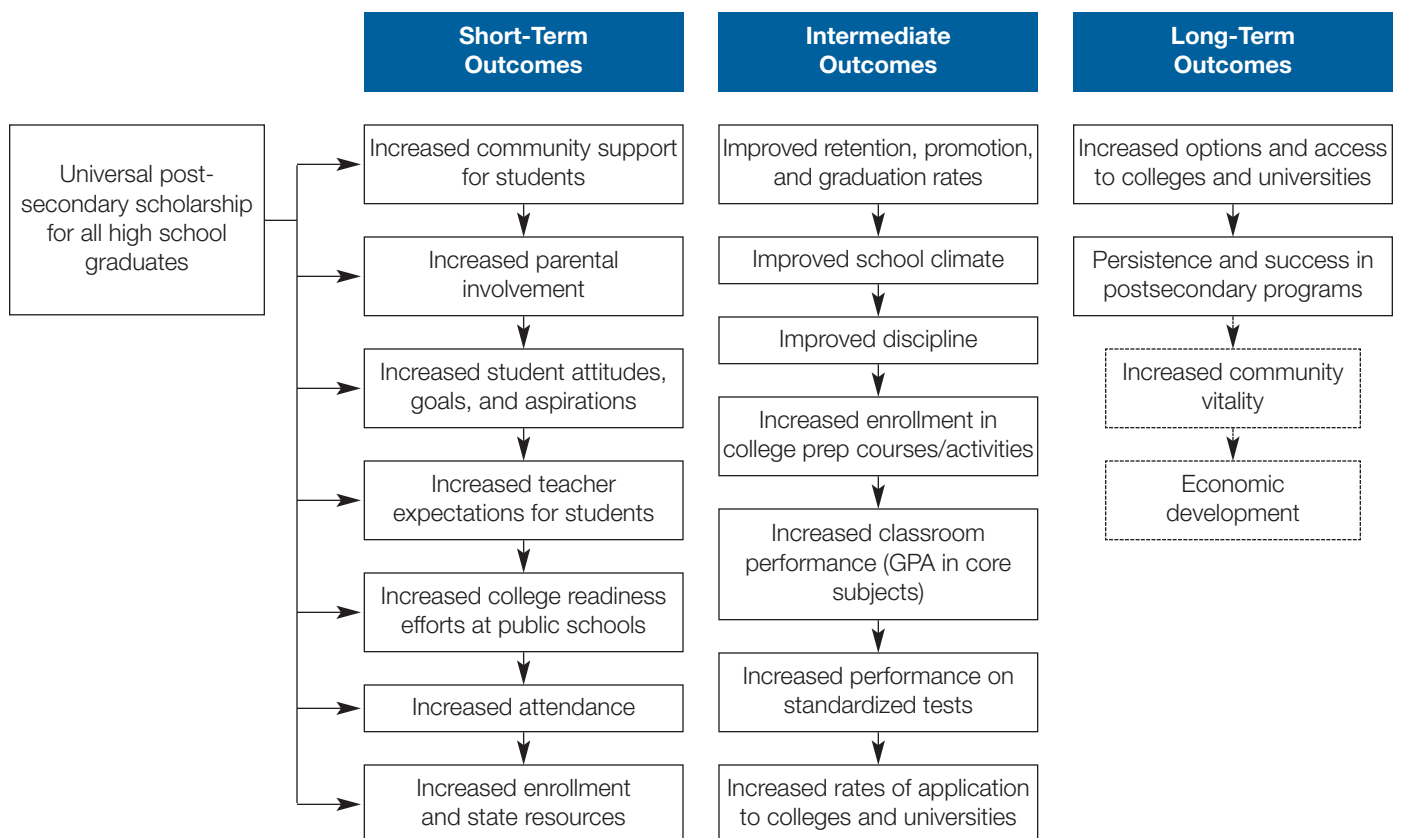 Short-Term
Outcomes
Intermediate
Outcomes
Long-Term
Outcomes
Universal post-
secondary scholarship
for all high school
graduates
Increased community support
for students
Increased parental
involvement
Increased student attitudes,
goals, and aspirations
Increased teacher
expectations for students
Increased college readiness
efforts at public schools
Increased attendance
Increased enrollment
and state resources
Improved retention, promotion,
and graduation rates
Improved school climate
Improved discipline
Increased enrollment in
college prep courses/activities
Increased classroom
performance (GPA in core
subjects)
Increased performance on
standardized tests
Increased rates of application
to colleges and universities
Increased options and access
to colleges and universities
Persistence and success in
postsecondary programs
Increased community
vitality
Economic
development